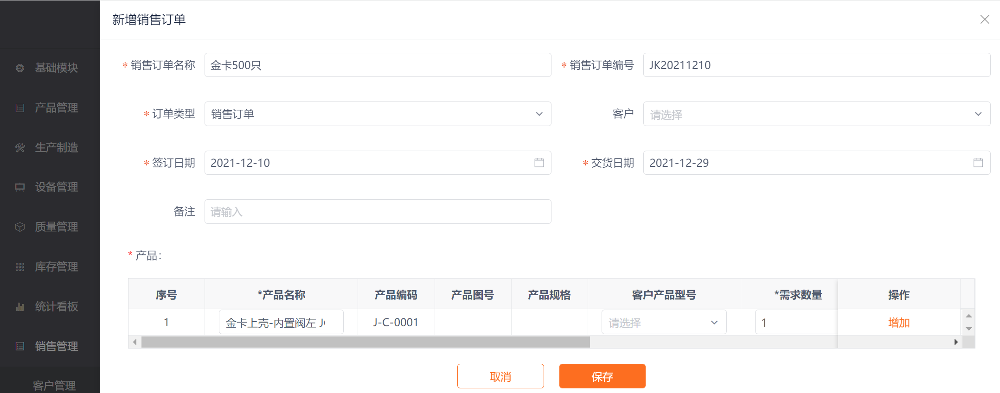 新增销售订单
基础模块
产品管理
生产制造
设备管理
质量管理
库存管理
统计看板
销售管理
客户管理
* 销售订单名称 金卡500只 * 销售订单编号 JK20211210
* 订单类型 销售订单 客户 请选择
* 签订日期 2021-12-10 * 交货日期 2021-12-29
备注 请输入
* 产品：
序号 *产品名称 产品编码 产品图号 产品规格 客户产品型号 *需求数量 操作
1 金卡上壳-内置阀左 J-C-0001 请选择 1 增加
取消 保存